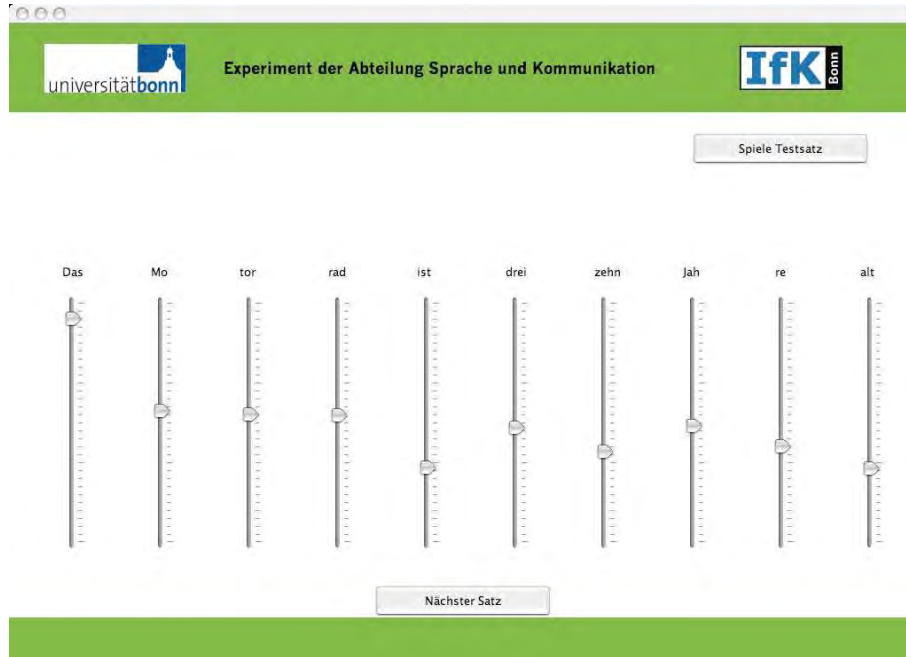 universitätbonn
Experiment der Abteilung Sprache und Kommunikation
IfK Bonn
Spiele Testsatz
Das Mo tor rad ist drei zehn Jah re alt
Nächster Satz